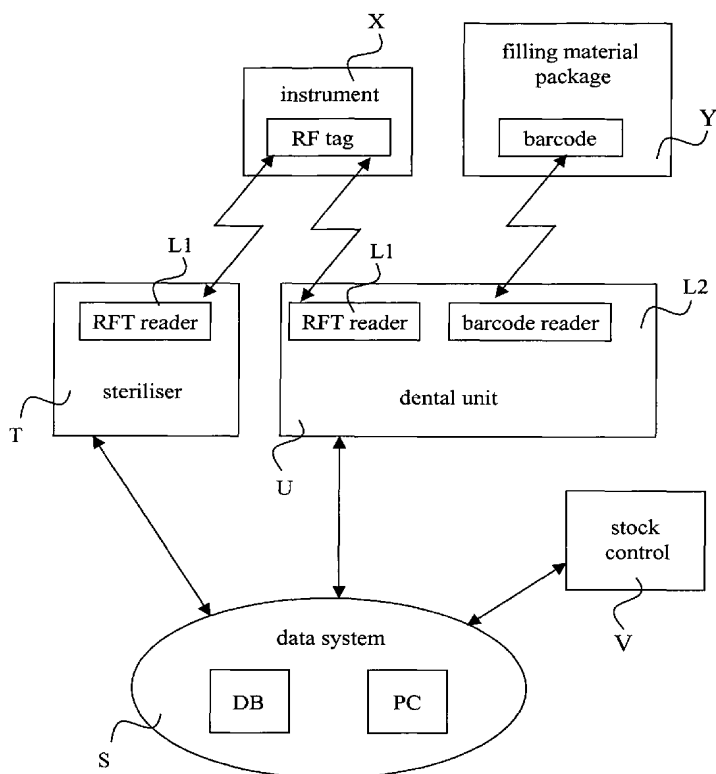 X
instrument
RF tag
filling material
package
barcode
Y
L1
RFT reader
steriliser
T
L1
RFT reader
barcode reader
L2
dental unit
U
stock
control
V
data system
DB
PC
S